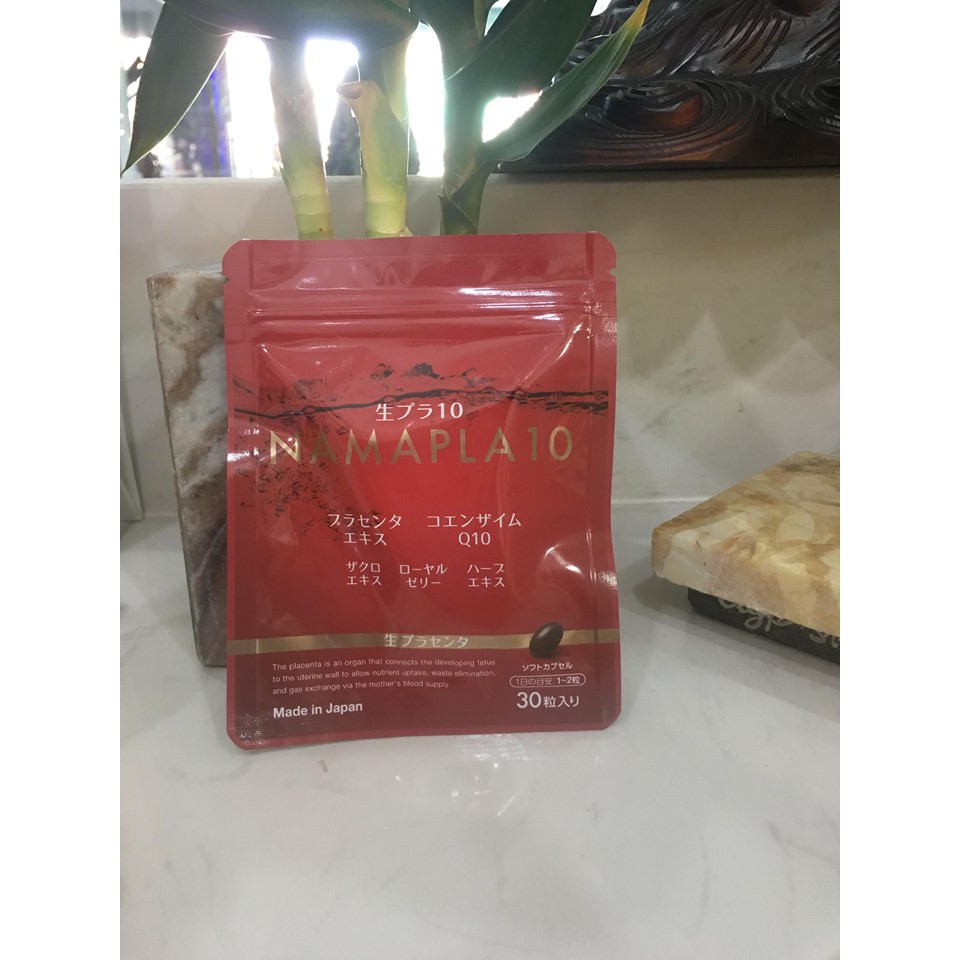 生プラ10
NAMAPLA10
プラセンタ コエンザイム
エキス Q10
ザクロ ローヤル ハーブ
エキス ゼリー エキス
生プラセンタ
The placenta is an organ that connects the developing fetus
to the uterine wall to allow nutrient uptake, waste elimination,
and gas exchange via the mother's blood supply.
Made in Japan
ソフトカプセル
1日の目安 1~2粒
30粒入り